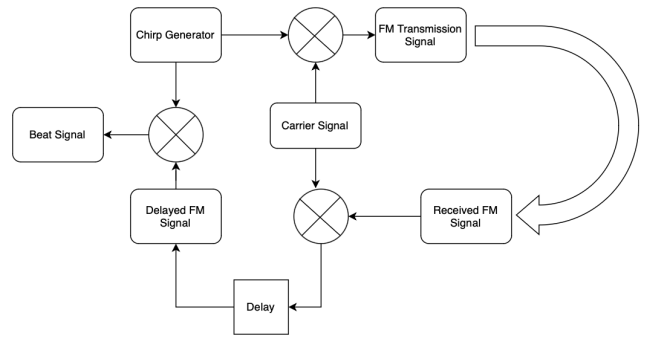 Chirp Generator
FM Transmission
Signal
Beat Signal
Carrier Signal
Delayed FM
Signal
Received FM
Signal
Delay